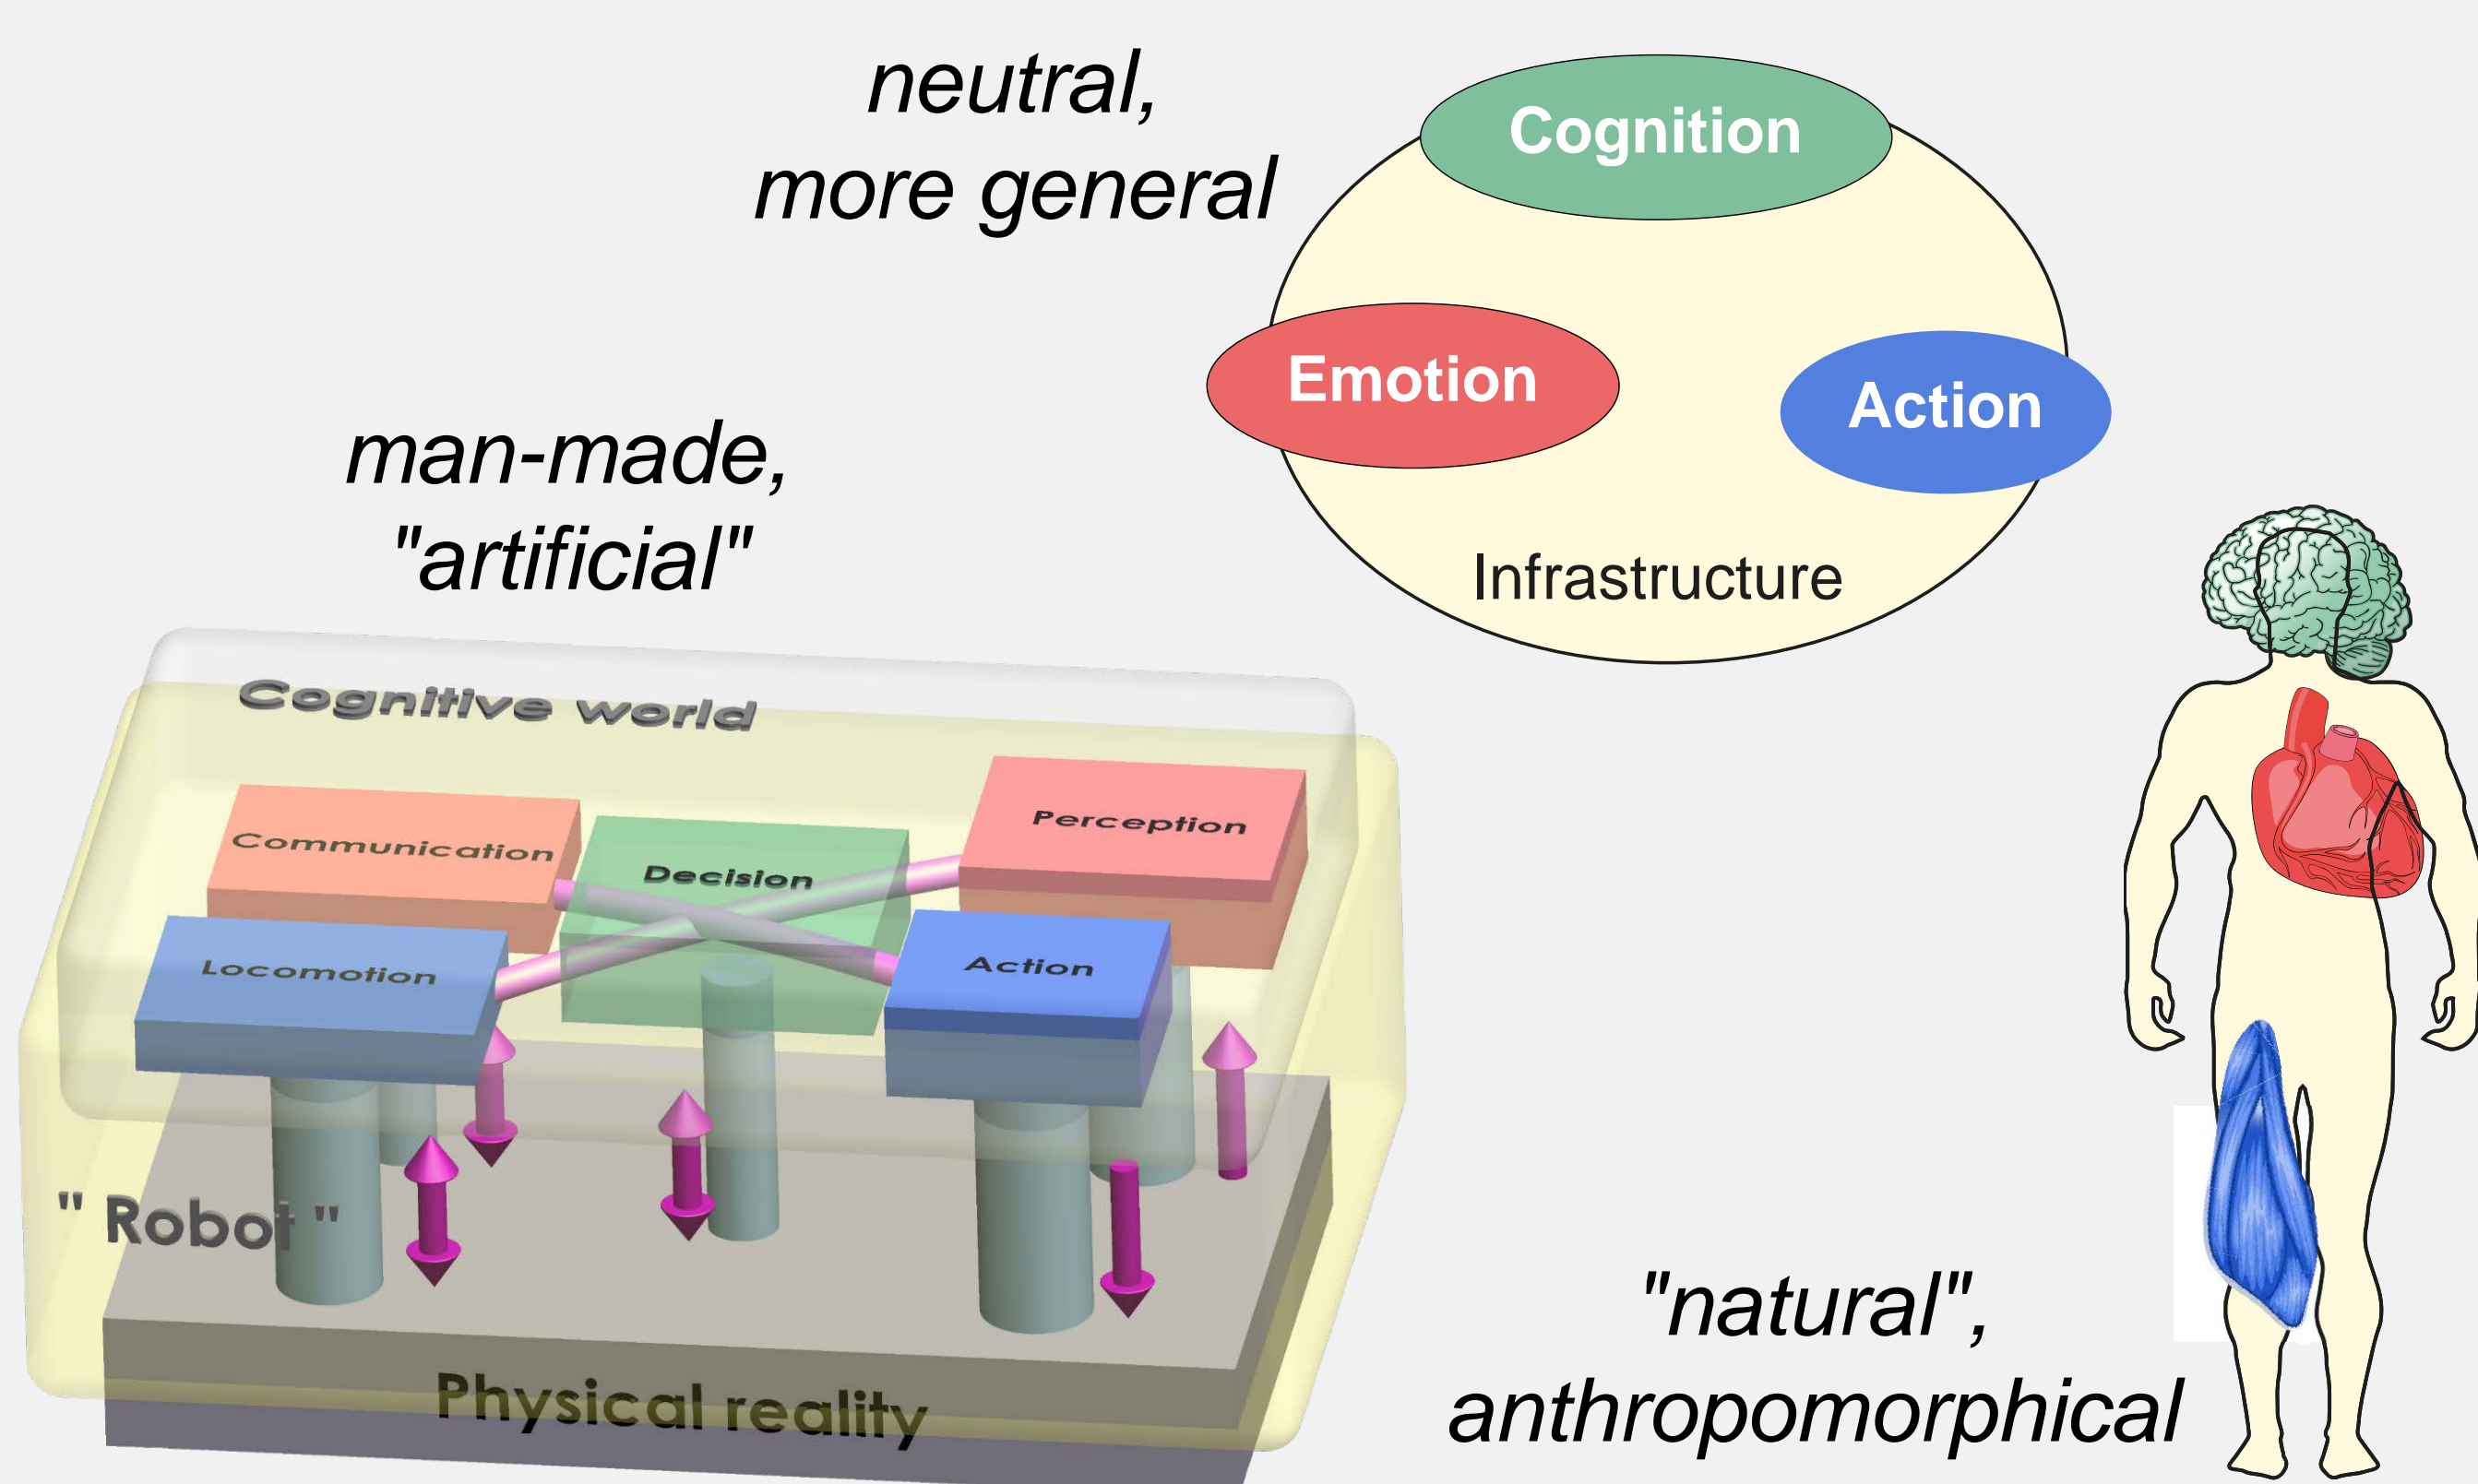 neutral,
more general
Cognition
Emotion
Action
Infrastructure
man-made,
"artificial"
Cognitive world
Communication
Decision
Perception
Locomotion
Action
" Robot "
Physical reality
"natural",
anthropomorphical